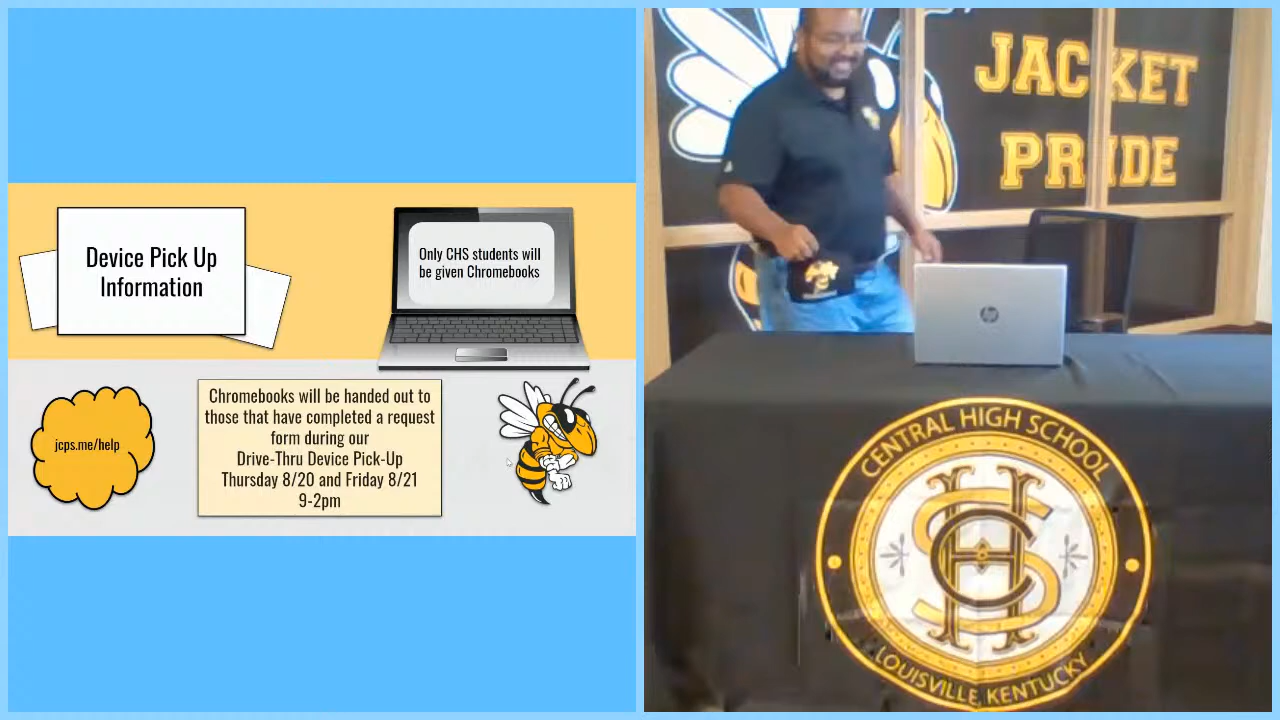 Device Pick Up
Information
Only CHS students will
be given Chromebooks
jcps.me/help
Chromebooks will be handed out to
those that have completed a request
form during our
Drive-Thru Device Pick-Up
Thursday 8/20 and Friday 8/21
9-2pm
JACKET
PRIDE
hp
CENTRAL HIGH SCHOOL
CHS
LOUISVILLE KENTUCKY